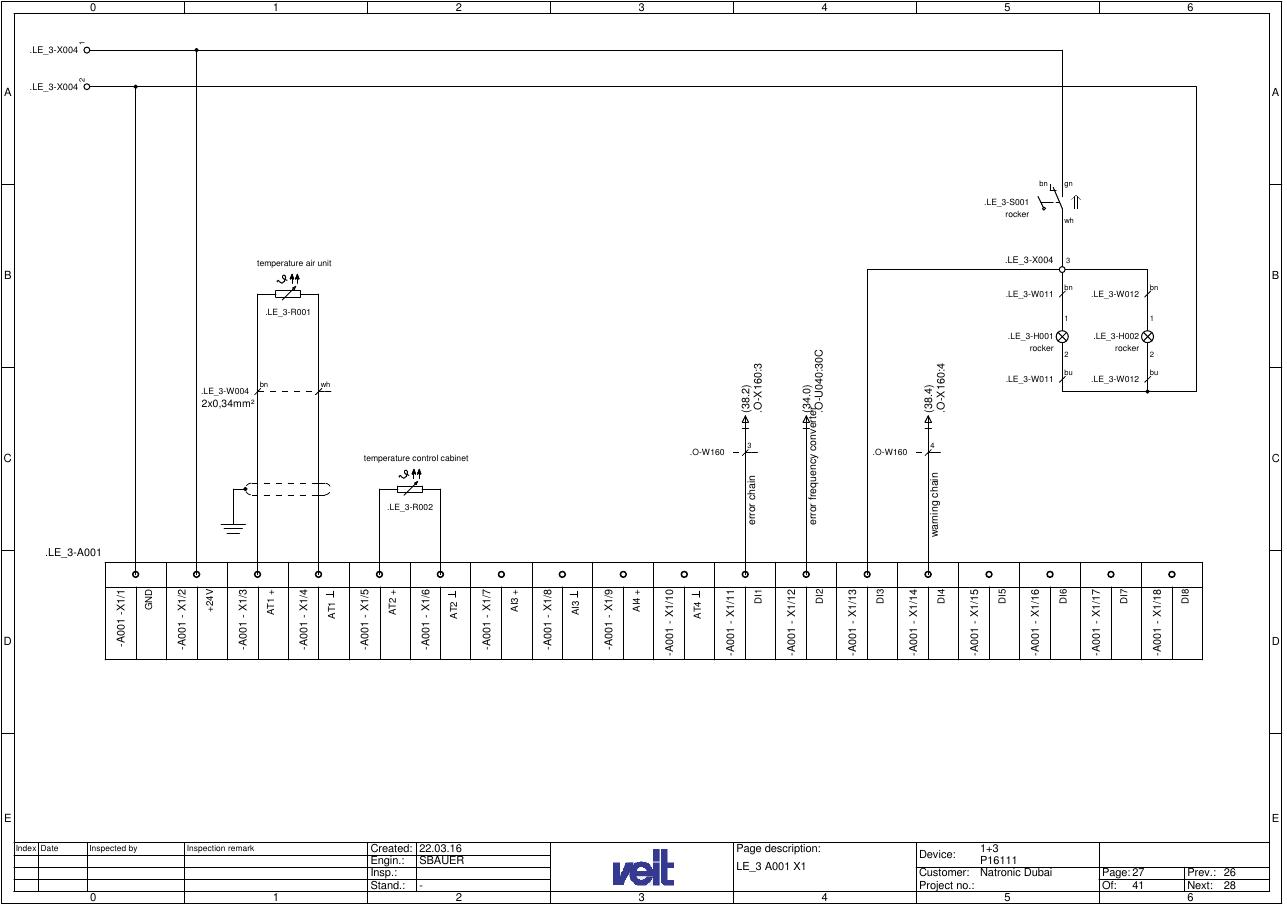 0 1 2 3 4 5 6
.LE_3-X004 1
.LE_3-X004 2
A A
bn gn
.LE_3-S001
rocker
wh
B B
temperature air unit
.LE_3-X004 3
.LE_3-W011 bn .LE_3-W012 bn
.LE_3-R001
1 1
.LE_3-H001 .LE_3-H002
rocker rocker
2 2
.LE_3-W011 bu .LE_3-W012 bu
.LE_3-W004 bn wh
2x0,34mm²
(38.2)
.O-X160:3
(34.0)
.O-U040:30C
(38.4)
.O-X160:4
C C
.O-W160 3
.O-W160 4
temperature control cabinet
.LE_3-R002
error chain
error frequency converter
warning chain
.LE_3-A001
-A001 - X1/1 GND
-A001 - X1/2 +24V
-A001 - X1/3 AT1 +
-A001 - X1/4 AT1 ⊥
-A001 - X1/5 AT2 +
-A001 - X1/6 AT2 ⊥
-A001 - X1/7 AI3 +
-A001 - X1/8 AI3 ⊥
-A001 - X1/9 AI4 +
-A001 - X1/10 AT4 ⊥
-A001 - X1/11 DI1
-A001 - X1/12 DI2
-A001 - X1/13 DI3
-A001 - X1/14 DI4
-A001 - X1/15 DI5
-A001 - X1/16 DI6
-A001 - X1/17 DI7
-A001 - X1/18 DI8
D D
E E
Index Date Inspected by Inspection remark
Created: 22.03.16
Engin.: SBAUER
Insp.:
Stand.: -
veit
Page description:
LE_3 A001 X1
Device: 1+3
P16111
Customer: Natronic Dubai
Project no.:
Page: 27 Prev.: 26
Of: 41 Next: 28
0 1 2 3 4 5 6